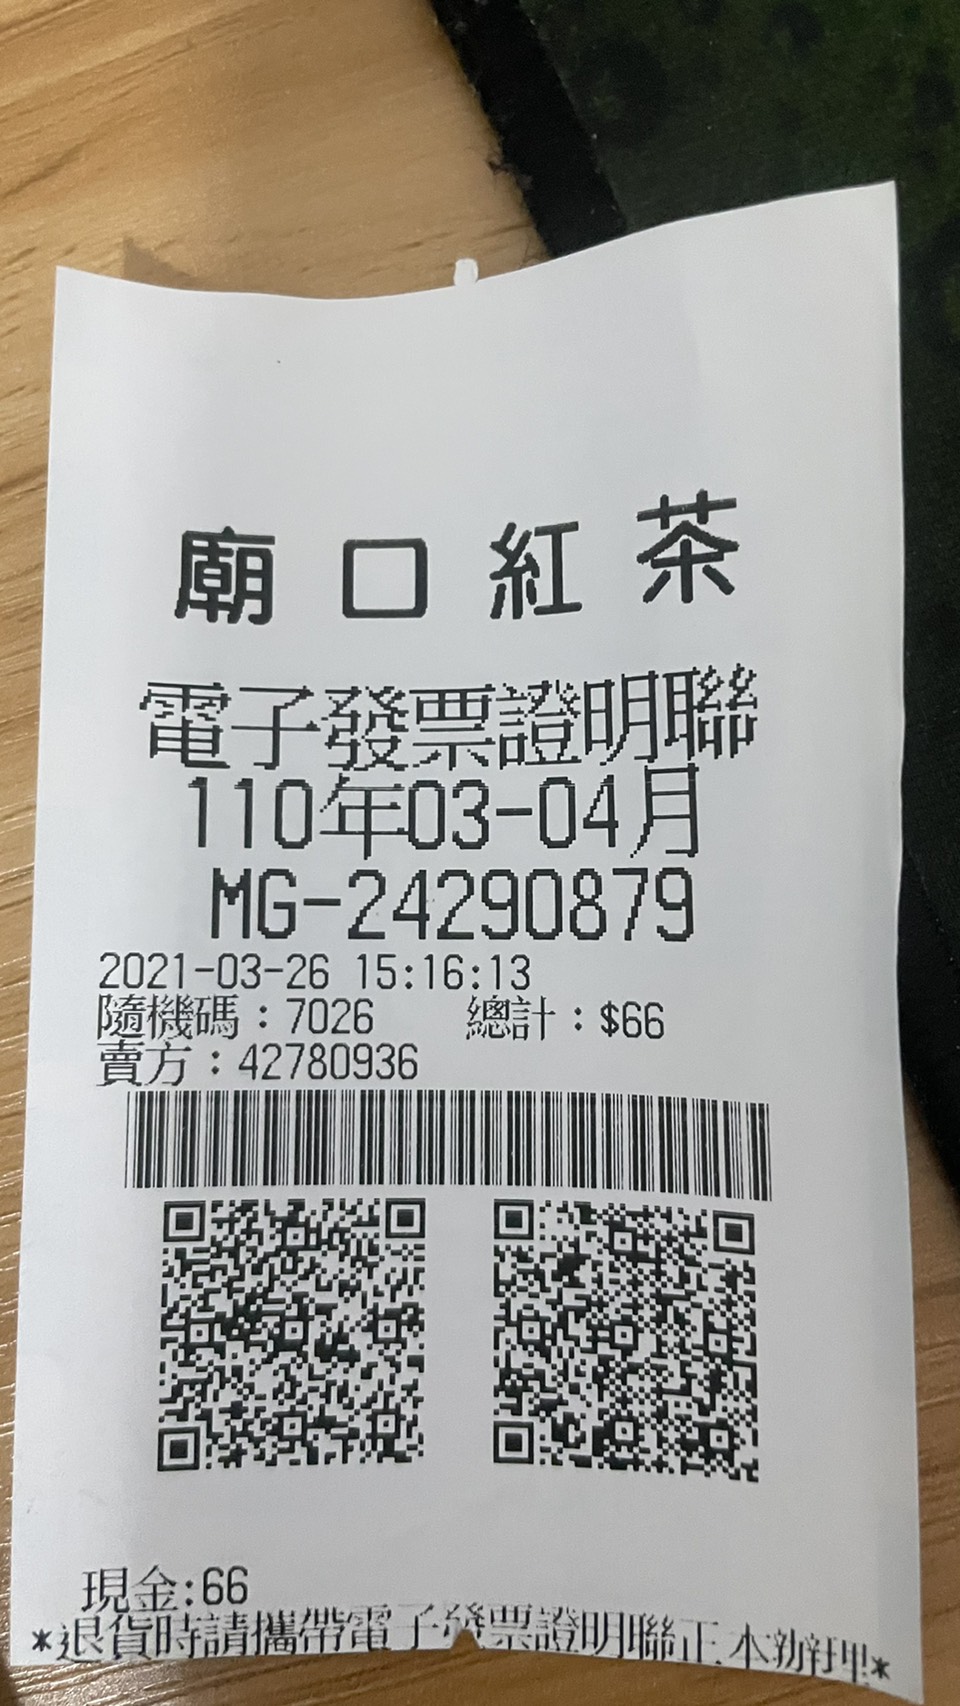 廟口紅茶
電子發票證明聯
110年03-04月
MG-24290879
2021-03-26 15:16:13
隨機碼：7026 總計：$66
賣方：42780936
現金:66
*退貨時請攜帶電子發票證明聯正本辦理*